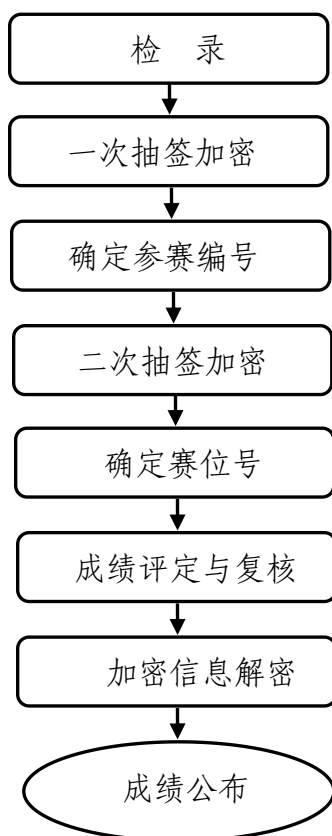 检 录
一次抽签加密
确定参赛编号
二次抽签加密
确定赛位号
成绩评定与复核
加密信息解密
成绩公布